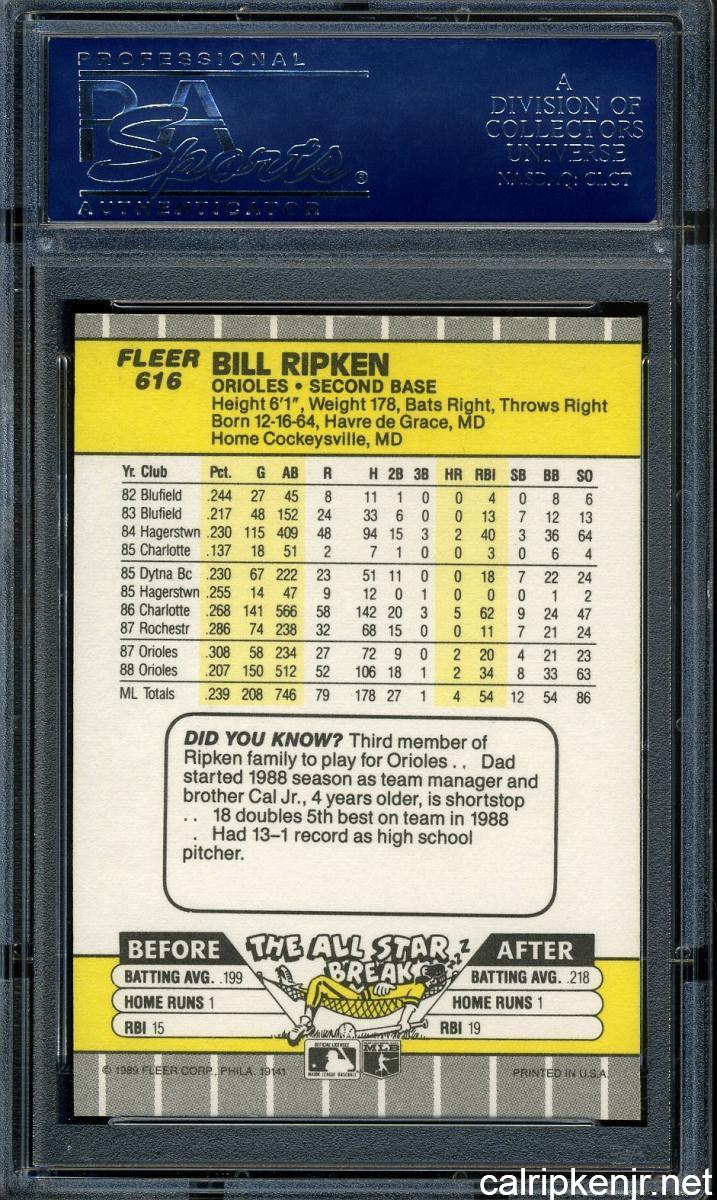 PROFESSIONAL
PSA
Sports ®
AUTHENTICATOR
A
DIVISION OF
COLLECTORS
UNIVERSE
NASDAQ: CLCT
FLEER
616
BILL RIPKEN
ORIOLES • SECOND BASE
Height 6'1", Weight 178, Bats Right, Throws Right
Born 12-16-64, Havre de Grace, MD
Home Cockeysville, MD
Yr. Club Pct. G AB R H 2B 3B HR RBI SB BB SO
82 Blufield .244 27 45 8 11 1 0 0 4 0 8 6
83 Blufield .217 48 152 24 33 6 0 0 13 7 12 13
84 Hagerstwn .230 115 409 48 94 15 3 2 40 3 36 64
85 Charlotte .137 18 51 2 7 1 0 0 3 0 6 4
85 Dytna Bc .230 67 222 23 51 11 0 0 18 7 22 24
85 Hagerstwn .255 14 47 9 12 0 1 0 0 0 1 2
86 Charlotte .268 141 566 58 142 20 3 5 62 9 24 47
87 Rochestr .286 74 238 32 68 15 0 0 11 7 21 24
87 Orioles .308 58 234 27 72 9 0 2 20 4 21 23
88 Orioles .207 150 512 52 106 18 1 2 34 8 33 63
ML Totals .239 208 746 79 178 27 1 4 54 12 54 86
DID YOU KNOW? Third member of
Ripken family to play for Orioles . . Dad
started 1988 season as team manager and
brother Cal Jr., 4 years older, is shortstop
. . 18 doubles 5th best on team in 1988
. Had 13–1 record as high school
pitcher.
BEFORE
THE ALL STAR
BREAK
ZZZ
AFTER
BATTING AVG. .199
HOME RUNS 1
RBI 15
BATTING AVG. .218
HOME RUNS 1
RBI 19
© 1989 FLEER CORP., PHILA. 19141
OFFICIAL LICENSEE
MAJOR LEAGUE BASEBALL
MLB
PRINTED IN U.S.A.
calripkenjr.net